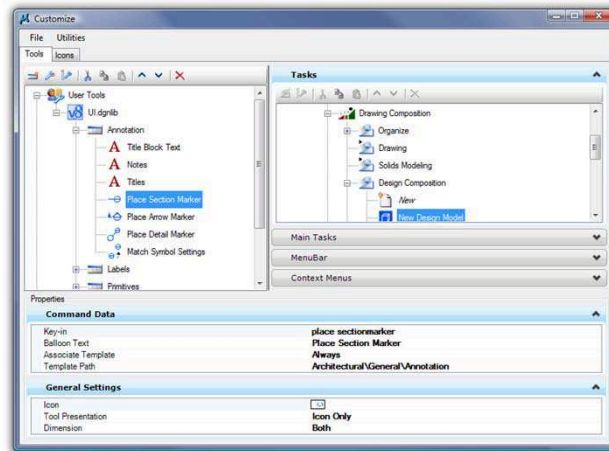 Customize
File Utilities
Tools Icons
User Tools
UI.dgnlib
Annotation
Title Block Text
Notes
Titles
Place Section Marker
Place Arrow Marker
Place Detail Marker
Match Symbol Settings
Labels
Primitives
Tasks
Drawing Composition
Organize
Drawing
Solids Modeling
Design Composition
New
New Design Model
Main Tasks
MenuBar
Context Menus
Properties
Command Data
Key-in place sectionmarker
Balloon Text Place Section Marker
Associate Template Always
Template Path Architectural\General\Annotation
General Settings
Icon
Tool Presentation Icon Only
Dimension Both